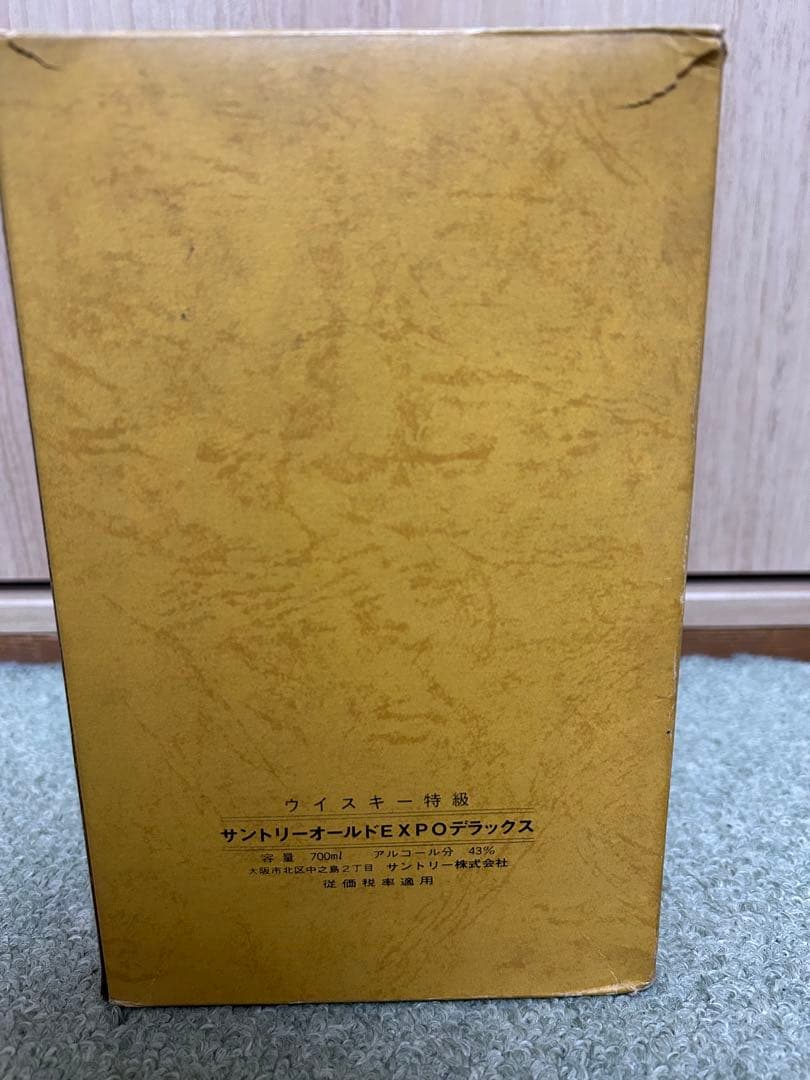 ウイスキー特級
サントリーオールドEXPOデラックス
容量 700ml アルコール分 43%
大阪市北区中之島2丁目 サントリー株式会社
従価税率適用